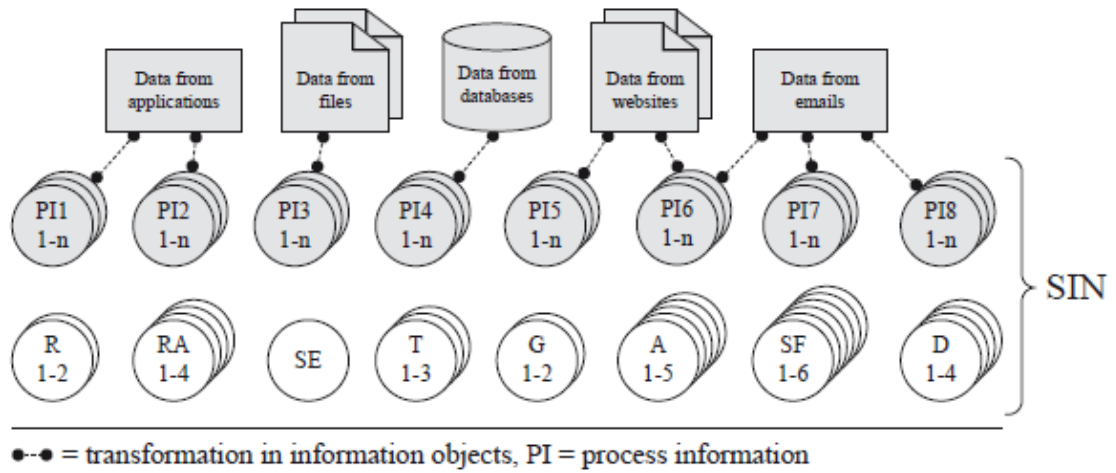 Data from
applications
Data from
files
Data from
databases
Data from
websites
Data from
emails
PI1
1-n
PI2
1-n
PI3
1-n
PI4
1-n
PI5
1-n
PI6
1-n
PI7
1-n
PI8
1-n
SIN
R
1-2
RA
1-4
SE
T
1-3
G
1-2
A
1-5
SF
1-6
D
1-4
= transformation in information objects, PI = process information